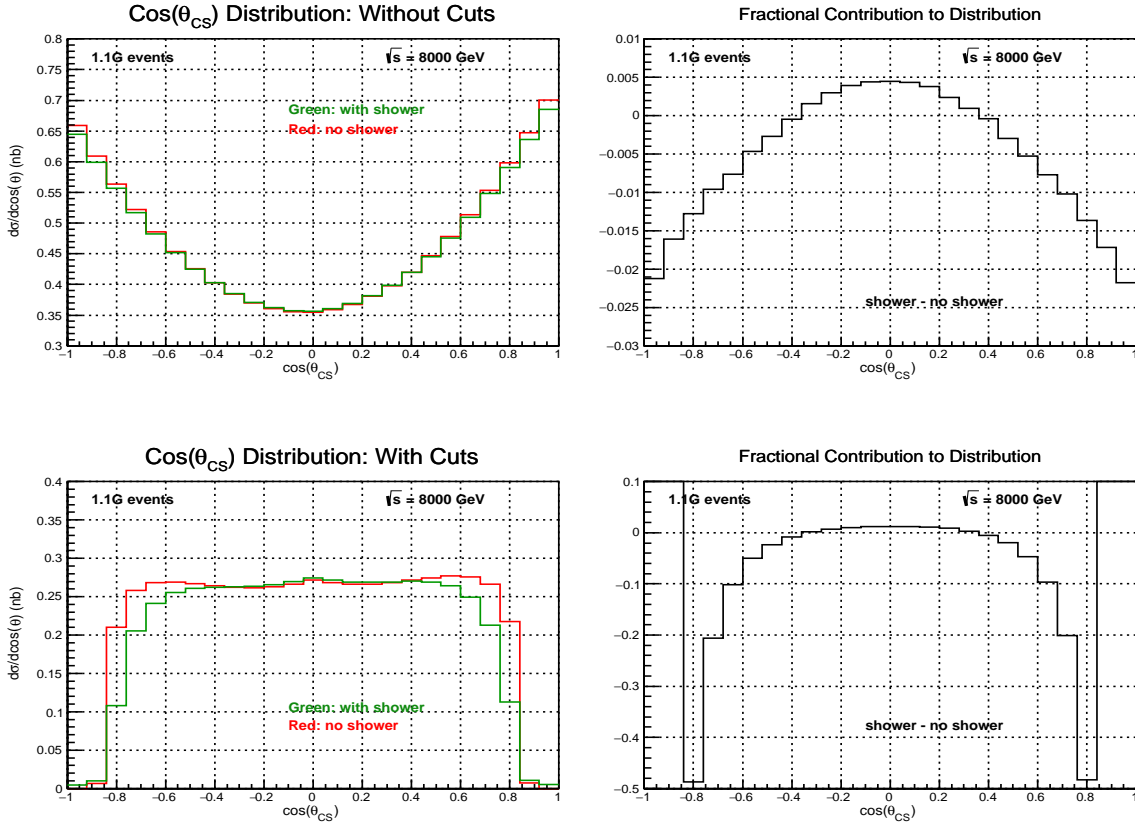 Cos(θCS) Distribution: Without Cuts
1.1G events
√s = 8000 GeV
Green: with shower
Red: no shower
dσ/dcos(θ) (nb)
0.8
0.75
0.7
0.65
0.6
0.55
0.5
0.45
0.4
0.35
0.3
−1 −0.8 −0.6 −0.4 −0.2 0 0.2 0.4 0.6 0.8 1
cos(θCS)
Fractional Contribution to Distribution
1.1G events
√s = 8000 GeV
0.01
0.005
0
−0.005
−0.01
−0.015
−0.02
−0.025
−0.03
shower - no shower
−1 −0.8 −0.6 −0.4 −0.2 0 0.2 0.4 0.6 0.8 1
cos(θCS)
Cos(θCS) Distribution: With Cuts
1.1G events
√s = 8000 GeV
dσ/dcos(θ) (nb)
0.4
0.35
0.3
0.25
0.2
0.15
0.1
0.05
0
Green: with shower
Red: no shower
−1 −0.8 −0.6 −0.4 −0.2 0 0.2 0.4 0.6 0.8 1
cos(θCS)
Fractional Contribution to Distribution
1.1G events
√s = 8000 GeV
0.1
0
−0.1
−0.2
−0.3
−0.4
−0.5
shower - no shower
−1 −0.8 −0.6 −0.4 −0.2 0 0.2 0.4 0.6 0.8 1
cos(θCS)